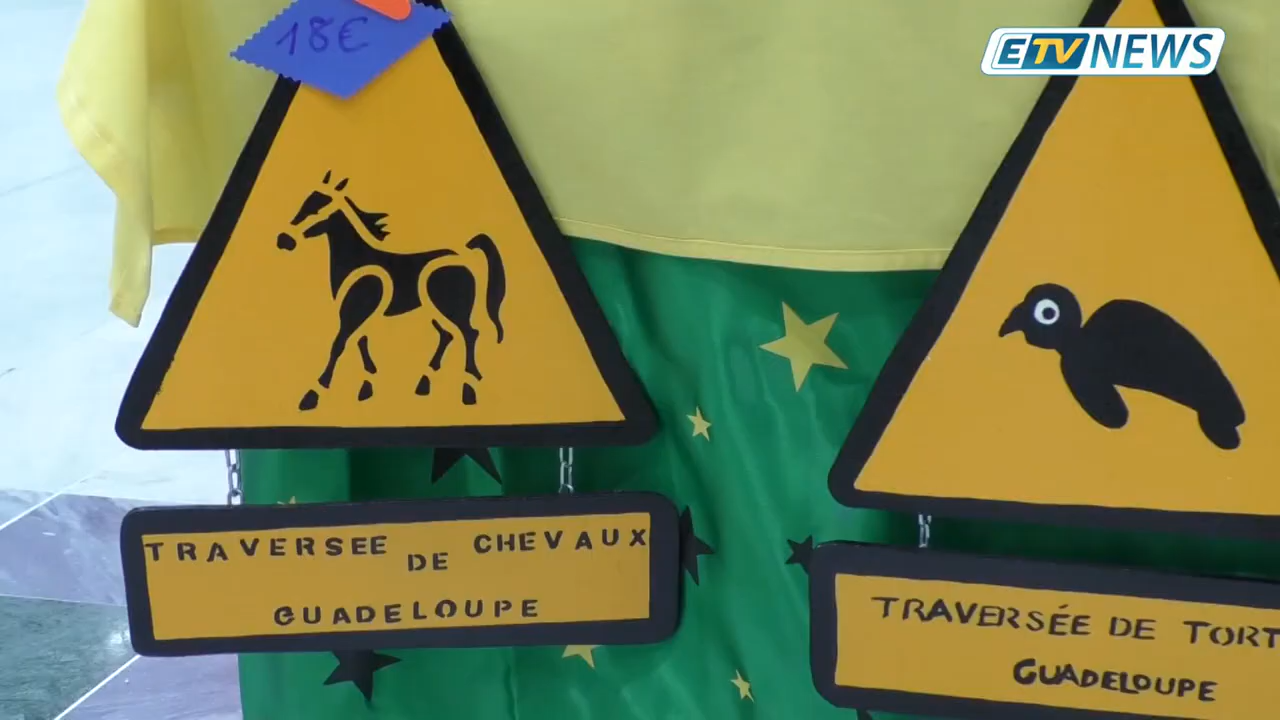 18€
ETV NEWS
TRAVERSEE DE CHEVAUX
GUADELOUPE
TRAVERSÉE DE TORT
GUADELOUPE